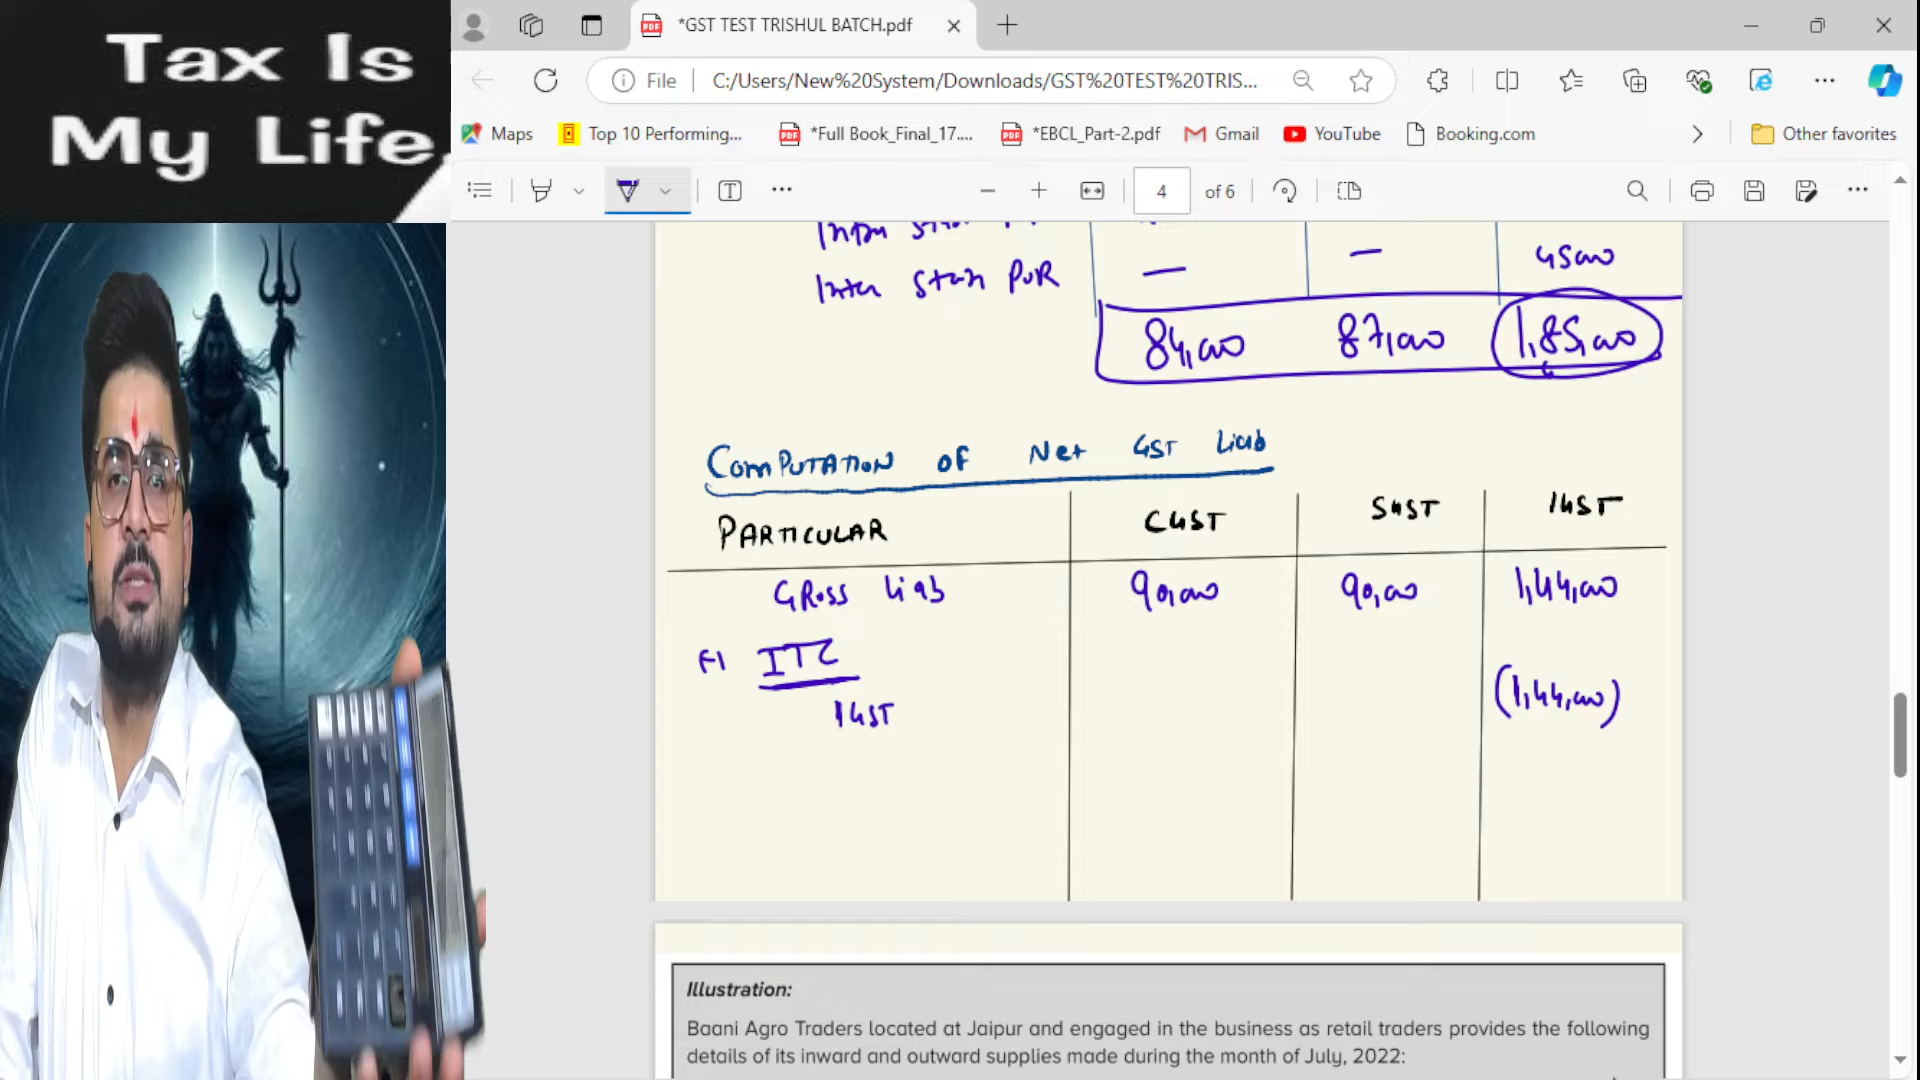 Tax Is
My Life.
*GST TEST TRISHUL BATCH.pdf
File
C:/Users/New%20System/Downloads/GST%20TEST%20TRIS...
Maps
Top 10 Performing...
*Full Book_Final_17....
*EBCL_Part-2.pdf
Gmail
YouTube
Booking.com
Other favorites
4 of 6
Inter State PUR — — 45,000
84,000 87,000 1,85,000
COMPUTATION OF Net GST Liab
PARTICULAR CGST SGST IGST
GROSS Liab 90,000 90,000 1,44,000
(-) ITC
IGST (1,44,000)
Illustration:
Baani Agro Traders located at Jaipur and engaged in the business as retail traders provides the following
details of its inward and outward supplies made during the month of July, 2022: